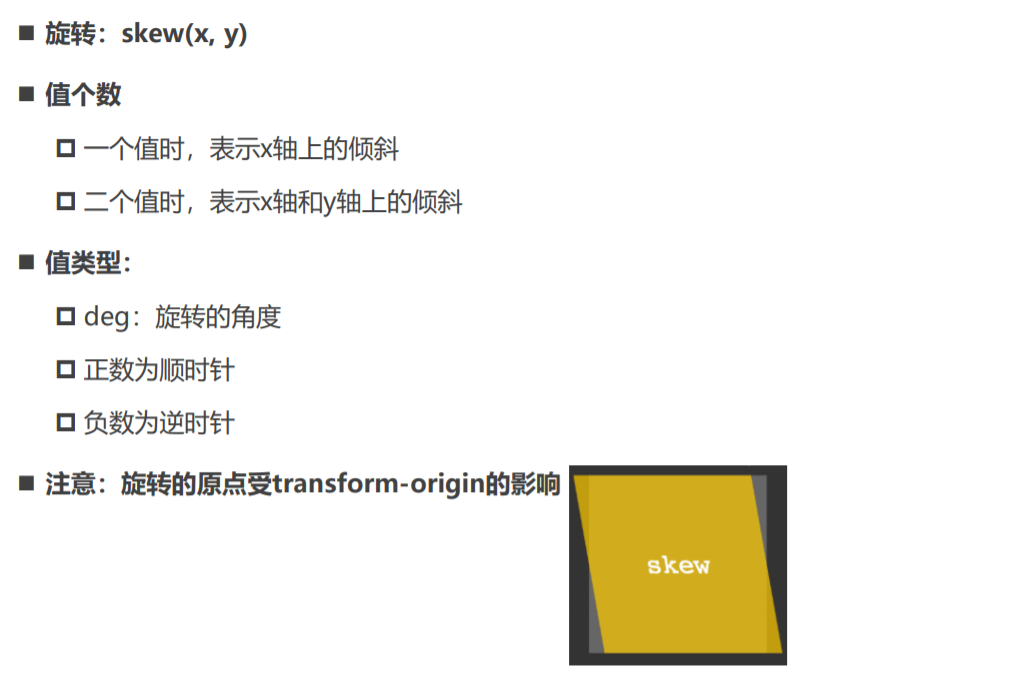 旋转：skew(x, y)
值个数
一个值时，表示x轴上的倾斜
二个值时，表示x轴和y轴上的倾斜
值类型：
deg：旋转的角度
正数为顺时针
负数为逆时针
注意：旋转的原点受transform-origin的影响
skew